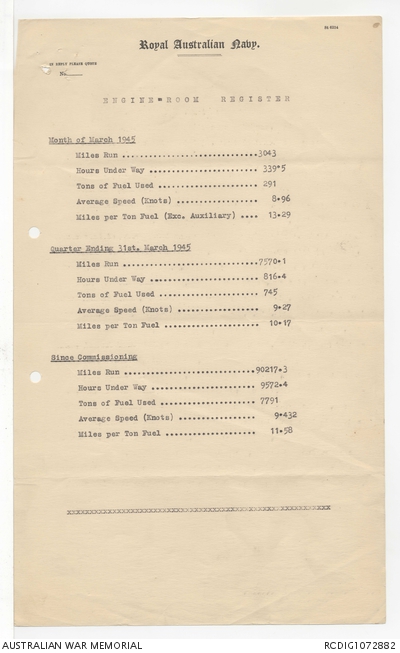 Royal Australian Navy.
IN REPLY PLEASE QUOTE
No.
ENGINE-ROOM REGISTER
Month of March 1945
Miles Run ............................3043
Hours Under Way ...................... 339.5
Tons of Fuel Used .................... 291
Average Speed (Knots) ................ 8.96
Miles per Ton Fuel (Exc. Auxiliary) .... 13.29
Quarter Ending 31st. March 1945
Miles Run ............................7570.1
Hours Under Way ...................... 816.4
Tons of Fuel Used .................... 745
Average Speed (Knots) ................ 9.27
Miles per Ton Fuel ................... 10.17
Since Commissioning
Miles Run ...........................90217.3
Hours Under Way ..................... 9572.4
Tons of Fuel Used ................... 7791
Average Speed (Knots) ............... 9.432
Miles per Ton Fuel .................. 11.58
xxxxxxxxxxxxxxxxxxxxxxxxxxxxxxxxxxxxxxxxxxxxxxxxxxxxxxx
AUSTRALIAN WAR MEMORIAL
RCDIG1072882